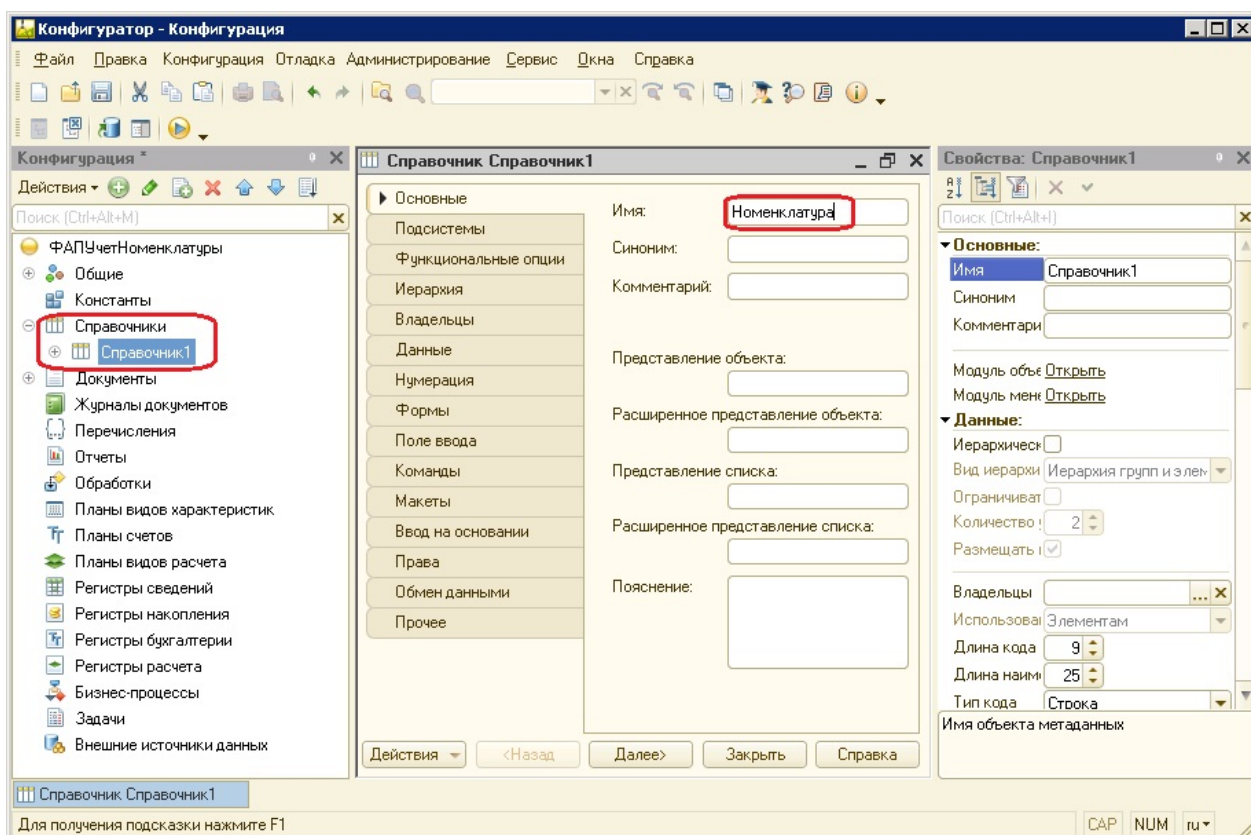 Конфигуратор - Конфигурация
Файл Правка Конфигурация Отладка Администрирование Сервис Окна Справка
Конфигурация *
Действия
Поиск (Ctrl+Alt+M)
ФАПУчетНоменклатуры
Общие
Константы
Справочники
Справочник1
Документы
Журналы документов
Перечисления
Отчеты
Обработки
Планы видов характеристик
Планы счетов
Планы видов расчета
Регистры сведений
Регистры накопления
Регистры бухгалтерии
Регистры расчета
Бизнес-процессы
Задачи
Внешние источники данных
Справочник Справочник1
Основные
Подсистемы
Функциональные опции
Иерархия
Владельцы
Данные
Нумерация
Формы
Поле ввода
Команды
Макеты
Ввод на основании
Права
Обмен данными
Прочее
Имя: Номенклатура
Синоним:
Комментарий:
Представление объекта:
Расширенное представление объекта:
Представление списка:
Расширенное представление списка:
Пояснение:
Действия <Назад Далее> Закрыть Справка
Свойства: Справочник1
Поиск (Ctrl+Alt+I)
Основные:
Имя Справочник1
Синоним
Комментари
Модуль объе Открыть
Модуль мене Открыть
Данные:
Иерархическ
Вид иерархи Иерархия групп и элем
Ограничиват
Количество 2
Размещать
Владельцы ...
Использова Элементам
Длина кода 9
Длина наим 25
Тип кода Строка
Имя объекта метаданных
Справочник Справочник1
Для получения подсказки нажмите F1
CAP NUM ru